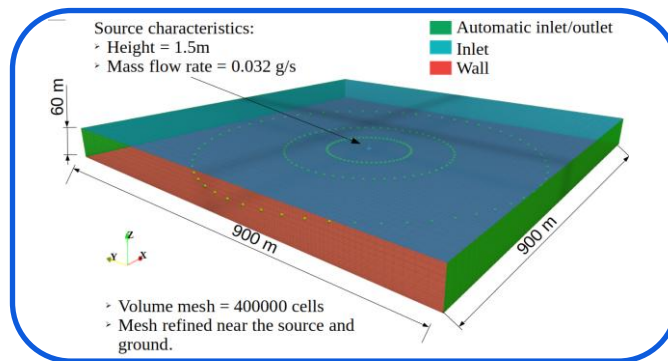 Source characteristics:
➢ Height = 1.5m
➢ Mass flow rate = 0.032 g/s
Automatic inlet/outlet
Inlet
Wall
60 m
900 m
900 m
Z
Y
X
➢ Volume mesh = 400000 cells
➢ Mesh refined near the source and
ground.